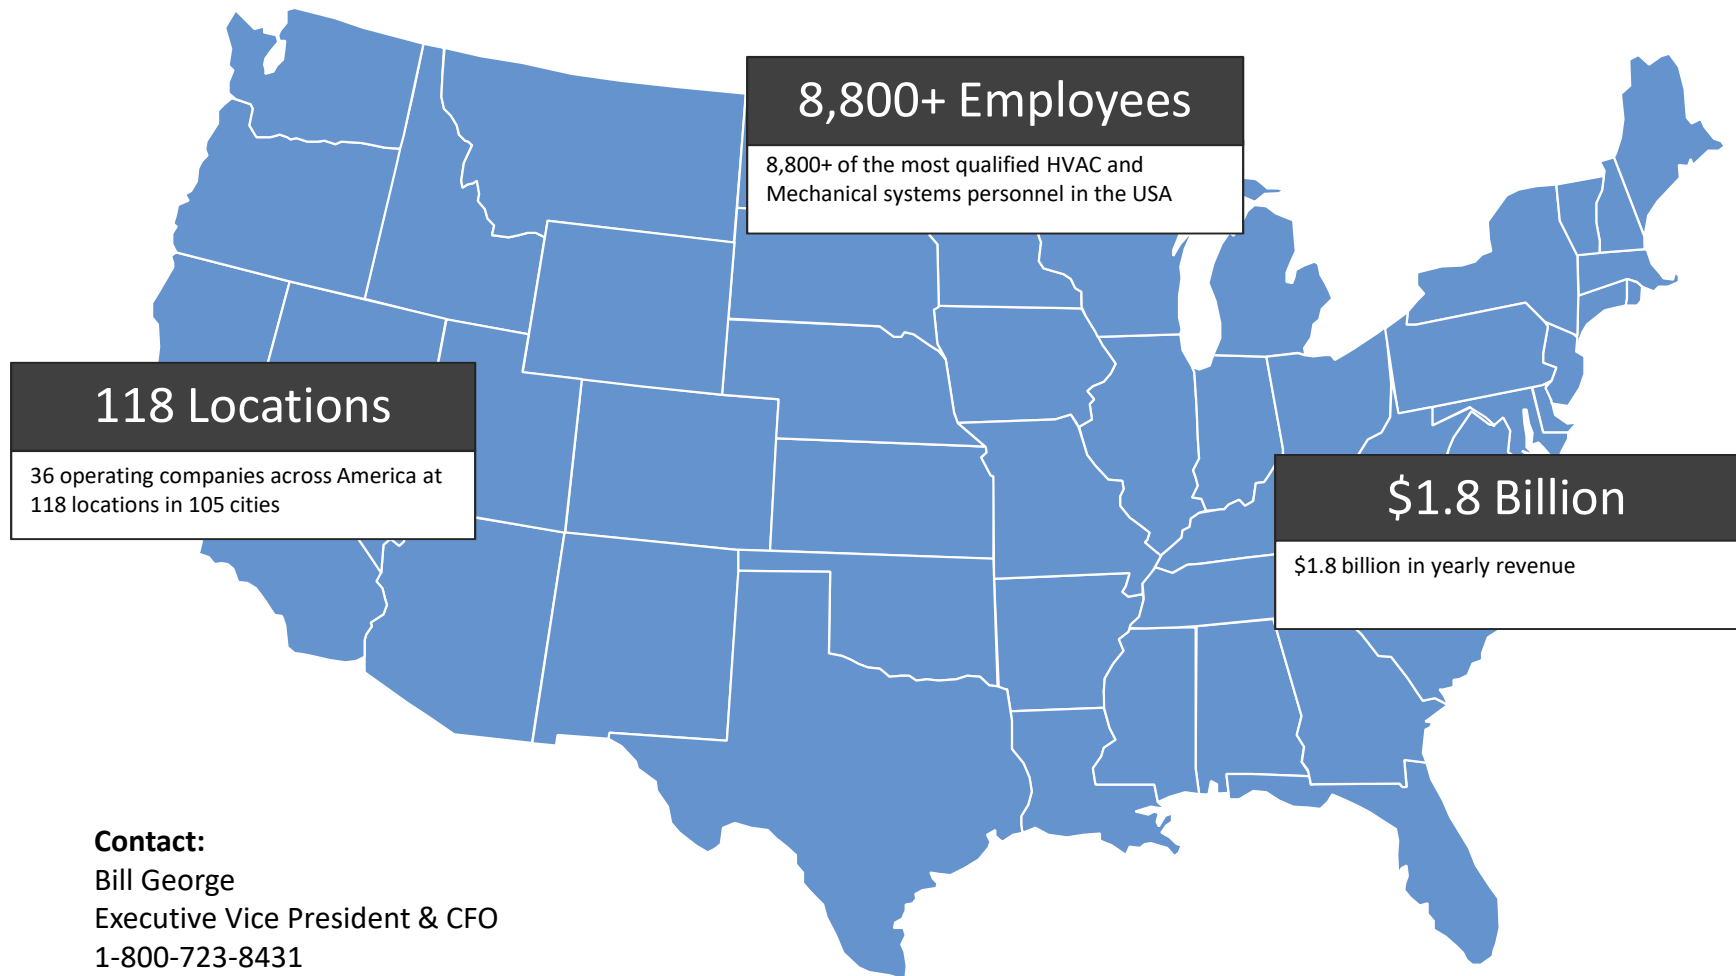 8,800+ Employees
8,800+ of the most qualified HVAC and
Mechanical systems personnel in the USA
118 Locations
36 operating companies across America at
118 locations in 105 cities
$1.8 Billion
$1.8 billion in yearly revenue
Contact:
Bill George
Executive Vice President & CFO
1-800-723-8431